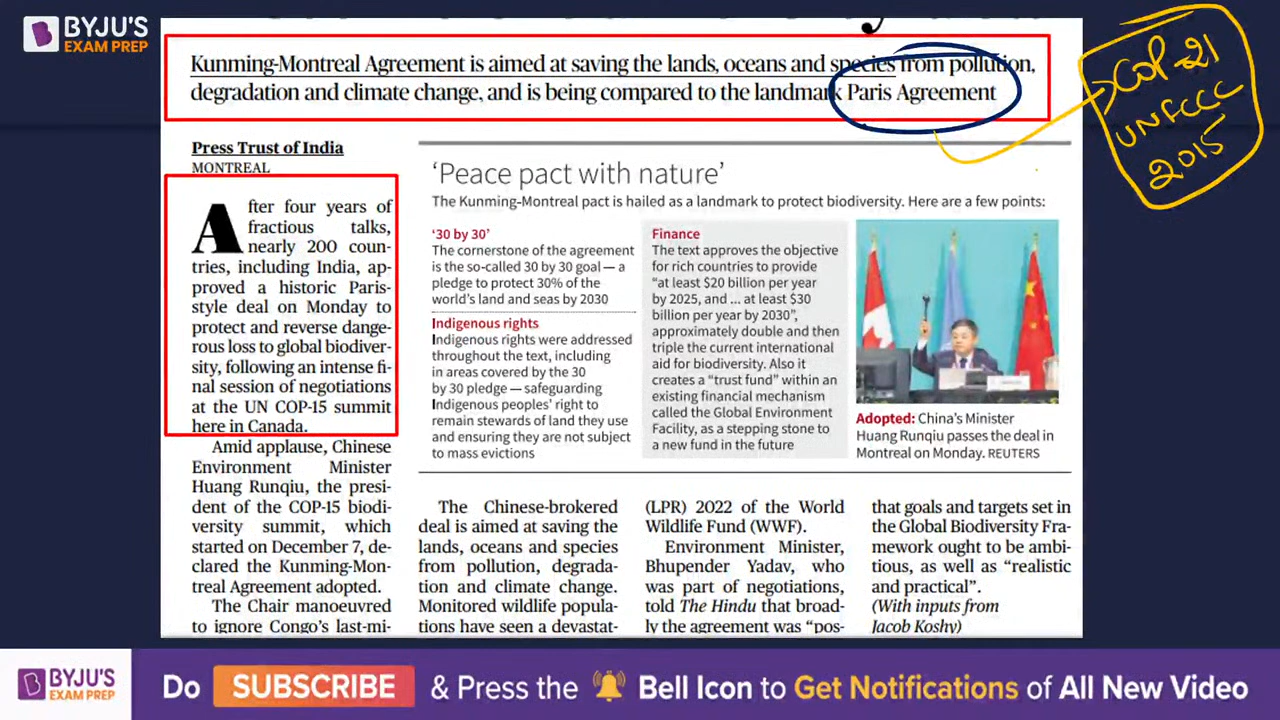 BYJU'S
EXAM PREP
Kunming-Montreal Agreement is aimed at saving the lands, oceans and species from pollution,
degradation and climate change, and is being compared to the landmark Paris Agreement
COP 21
UNFCCC
2015
Press Trust of India
MONTREAL
After four years of
fractious talks,
nearly 200 coun-
tries, including India, ap-
proved a historic Paris-
style deal on Monday to
protect and reverse dange-
rous loss to global biodiver-
sity, following an intense fi-
nal session of negotiations
at the UN COP-15 summit
here in Canada.
Amid applause, Chinese
Environment Minister
Huang Runqiu, the presi-
dent of the COP-15 biodi-
versity summit, which
started on December 7, de-
clared the Kunming-Mon-
treal Agreement adopted.
The Chair manoeuvred
to ignore Congo's last-mi-
'Peace pact with nature'
The Kunming-Montreal pact is hailed as a landmark to protect biodiversity. Here are a few points:
'30 by 30'
The cornerstone of the agreement
is the so-called 30 by 30 goal — a
pledge to protect 30% of the
world's land and seas by 2030
Indigenous rights
Indigenous rights were addressed
throughout the text, including
in areas covered by the 30
by 30 pledge — safeguarding
Indigenous peoples' right to
remain stewards of land they use
and ensuring they are not subject
to mass evictions
Finance
The text approves the objective
for rich countries to provide
"at least $20 billion per year
by 2025, and ... at least $30
billion per year by 2030",
approximately double and then
triple the current international
aid for biodiversity. Also it
creates a "trust fund" within an
existing financial mechanism
called the Global Environment
Facility, as a stepping stone to
a new fund in the future
Adopted: China's Minister
Huang Runqiu passes the deal in
Montreal on Monday. REUTERS
The Chinese-brokered
deal is aimed at saving the
lands, oceans and species
from pollution, degrada-
tion and climate change.
Monitored wildlife popula-
tions have seen a devastat-
(LPR) 2022 of the World
Wildlife Fund (WWF).
Environment Minister,
Bhupender Yadav, who
was part of negotiations,
told The Hindu that broad-
ly the agreement was "pos-
that goals and targets set in
the Global Biodiversity Fra-
mework ought to be ambi-
tious, as well as "realistic
and practical".
(With inputs from
Jacob Koshy)
BYJU'S
EXAM PREP
Do SUBSCRIBE & Press the Bell Icon to Get Notifications of All New Video